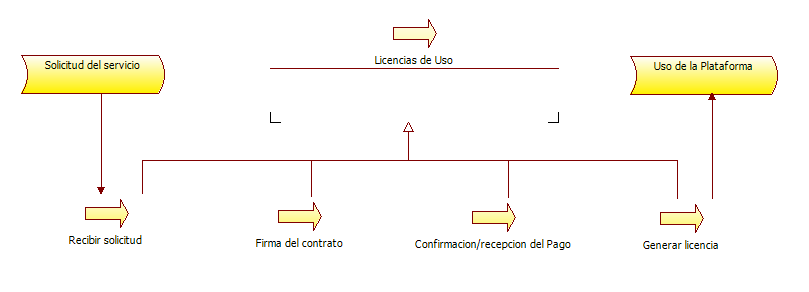 Licencias de Uso
Solicitud del servicio
Uso de la Plataforma
Recibir solicitud
Firma del contrato
Confirmacion/recepcion del Pago
Generar licencia